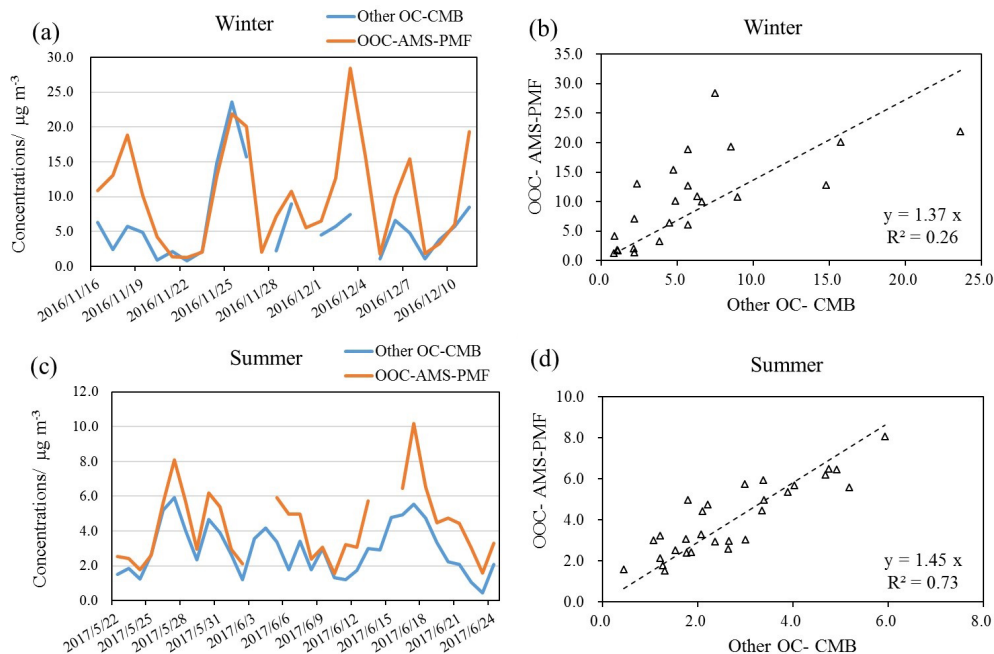 (a)
Winter
Other OC-CMB
OOC-AMS-PMF
Concentrations/ μg m⁻³
30.0
25.0
20.0
15.0
10.0
5.0
0.0
2016/11/16
2016/11/19
2016/11/22
2016/11/25
2016/11/28
2016/12/1
2016/12/4
2016/12/7
2016/12/10
(b)
Winter
OOC- AMS-PMF
35.0
30.0
25.0
20.0
15.0
10.0
5.0
0.0
y = 1.37 x
R² = 0.26
0.0 5.0 10.0 15.0 20.0 25.0
Other OC- CMB
(c)
Summer
Other OC-CMB
OOC-AMS-PMF
Concentrations/ μg m⁻³
12.0
10.0
8.0
6.0
4.0
2.0
0.0
2017/5/22
2017/5/25
2017/5/28
2017/5/31
2017/6/3
2017/6/6
2017/6/9
2017/6/12
2017/6/15
2017/6/18
2017/6/21
2017/6/24
(d)
Summer
OOC- AMS-PMF
10.0
8.0
6.0
4.0
2.0
0.0
y = 1.45 x
R² = 0.73
0.0 2.0 4.0 6.0 8.0
Other OC- CMB